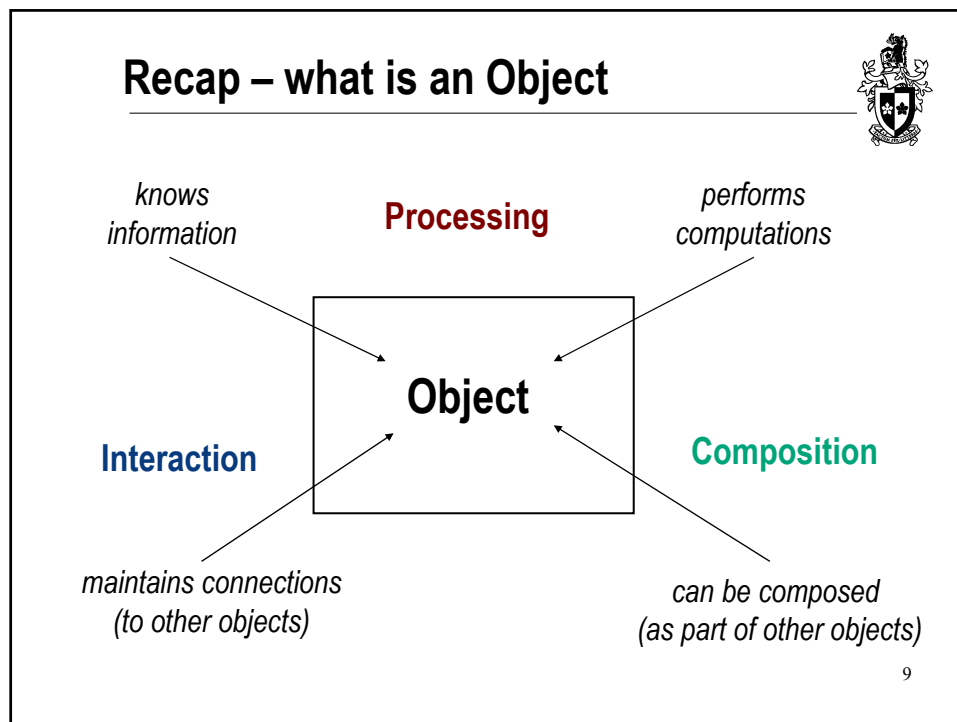 Recap – what is an Object
knows
information
Processing
performs
computations
Object
Interaction
Composition
maintains connections
(to other objects)
can be composed
(as part of other objects)
9